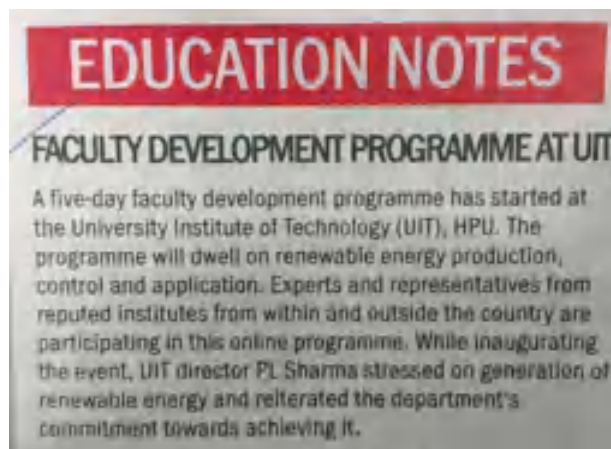 EDUCATION NOTES
FACULTY DEVELOPMENT PROGRAMME AT UIT
A five-day faculty development programme has started at
the University Institute of Technology (UIT), HPU. The
programme will dwell on renewable energy production,
control and application. Experts and representatives from
reputed institutes from within and outside the country are
participating in this online programme. While inaugurating
the event, UIT director PL Sharma stressed on generation of
renewable energy and reiterated the department's
commitment towards achieving it.